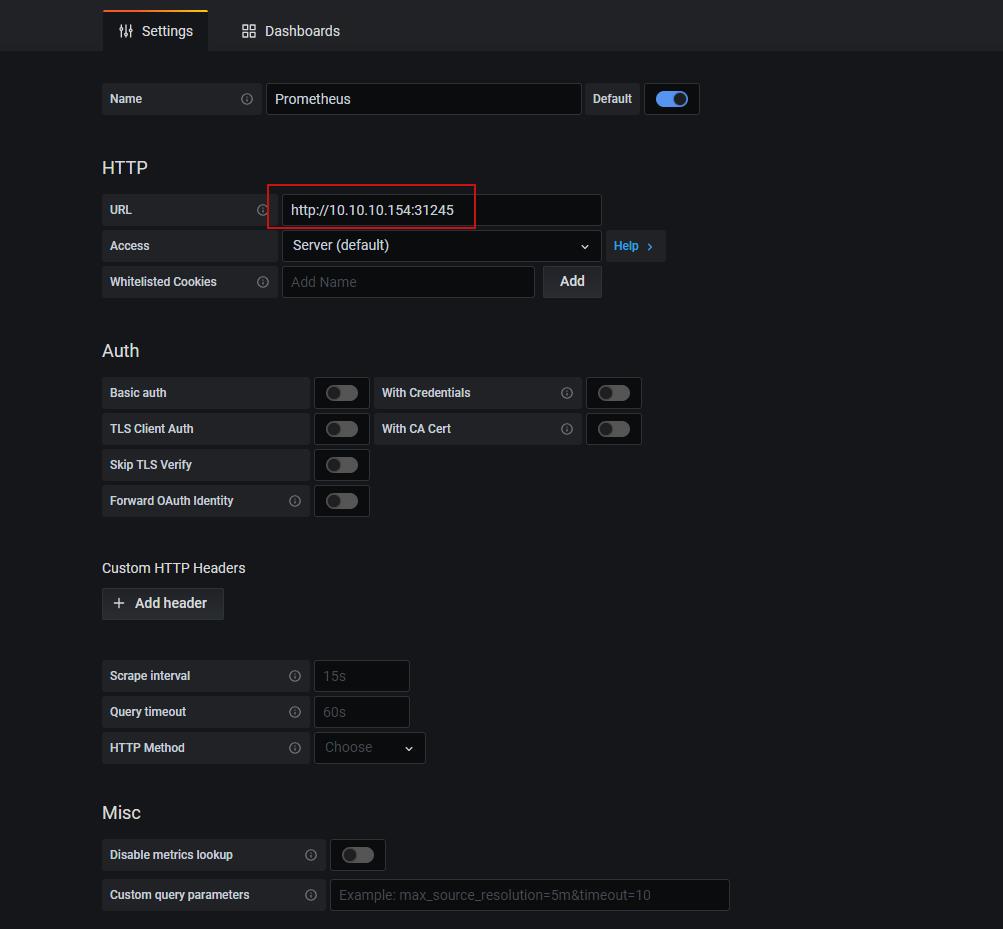 Settings Dashboards
Name Prometheus Default
HTTP
URL http://10.10.10.154:31245
Access Server (default) Help
Whitelisted Cookies Add Name Add
Auth
Basic auth With Credentials
TLS Client Auth With CA Cert
Skip TLS Verify
Forward OAuth Identity
Custom HTTP Headers
+ Add header
Scrape interval 15s
Query timeout 60s
HTTP Method Choose
Misc
Disable metrics lookup
Custom query parameters Example: max_source_resolution=5m&timeout=10